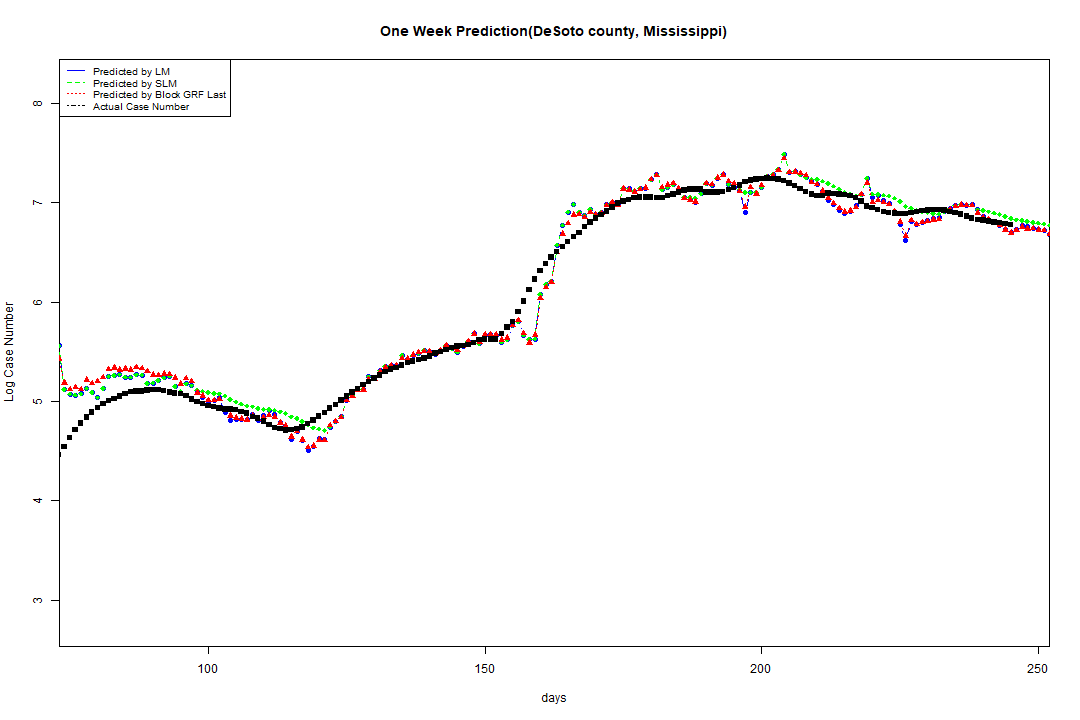 One Week Prediction(DeSoto county, Mississippi)
Predicted by LM
Predicted by SLM
Predicted by Block GRF Last
Actual Case Number
8
7
6
5
4
3
Log Case Number
100 150 200 250
days